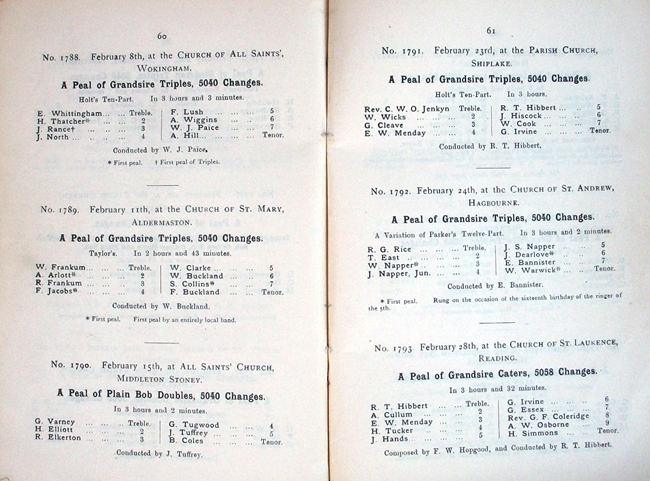 60
No. 1788. February 8th, at the Church of All Saints',
Wokingham.
A Peal of Grandsire Triples, 5040 Changes.
Holt's Ten-Part. In 3 hours and 3 minutes.
E. Whittingham ... Treble. F. Lush ... 5
H. Thatcher* ... 2 A. Wiggins ... 6
J. Rance† ... 3 W. J. Paice ... 7
J. North ... 4 A. Hill ... Tenor.
Conducted by W. J. Paice.
* First peal. † First peal of Triples.
No. 1789. February 11th, at the Church of St. Mary,
Aldermaston.
A Peal of Grandsire Triples, 5040 Changes.
Taylor's. In 2 hours and 43 minutes.
W. Frankum ... Treble. W. Clarke ... 5
A. Arlott* ... 2 W. Buckland ... 6
R. Frankum ... 3 S. Collins* ... 7
F. Jacobs* ... 4 F. Buckland ... Tenor.
Conducted by W. Buckland.
* First peal. First peal by an entirely local band.
No. 1790. February 15th, at All Saints' Church,
Middleton Stoney.
A Peal of Plain Bob Doubles, 5040 Changes.
In 3 hours and 2 minutes.
G. Varney ... Treble. G. Tugwood ... 4
H. Elliott ... 2 J. Tuffrey ... 5
R. Elkerton ... 3 B. Coles ... Tenor.
Conducted by J. Tuffrey.
61
No. 1791. February 23rd, at the Parish Church,
Shiplake.
A Peal of Grandsire Triples, 5040 Changes.
Holt's Ten-Part. In 3 hours.
Rev. C. W. O. Jenkyn Treble. R. T. Hibbert ... 5
W. Wicks ... 2 J. Hiscock ... 6
G. Cleave ... 3 W. Cook ... 7
E. W. Menday ... 4 G. Irvine ... Tenor.
Conducted by R. T. Hibbert.
No. 1792. February 24th, at the Church of St. Andrew,
Hagbourne.
A Peal of Grandsire Triples, 5040 Changes.
A Variation of Parker's Twelve-Part. In 3 hours and 2 minutes.
R. G. Rice ... Treble. J. S. Napper ... 5
T. East ... 2 J. Dearlove* ... 6
W. Napper* ... 3 E. Bannister ... 7
J. Napper, Jun. ... 4 W. Warwick* ... Tenor.
Conducted by E. Bannister.
* First peal. Rung on the occasion of the sixteenth birthday of the ringer of
the 5th.
No. 1793. February 28th, at the Church of St. Laurence,
Reading.
A Peal of Grandsire Caters, 5058 Changes.
In 3 hours and 32 minutes.
R. T. Hibbert ... Treble. G. Irvine ... 6
A. Cullum ... 2 G. Essex ... 7
E. W. Menday ... 3 Rev. G. F. Coleridge 8
H. Tucker ... 4 A. W. Osborne ... 9
J. Hands ... 5 H. Simmons ... Tenor.
Composed by F. W. Hopgood, and Conducted by R. T. Hibbert.